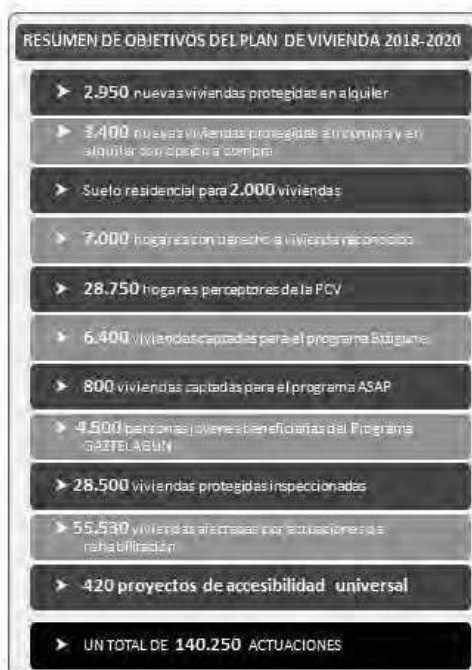 RESUMEN DE OBJETIVOS DEL PLAN DE VIVIENDA 2018-2020
➤ 2.950 nuevas viviendas protegidas en alquiler
➤ 3.400 nuevas viviendas protegidas en compra y en
alquiler con opción a compra
➤ Suelo residencial para 2.000 viviendas
➤ 7.000 hogares con derecho a vivienda reconocido
➤ 28.750 hogares perceptores de la PCV
➤ 6.400 viviendas captadas para el programa Bizigune
➤ 800 viviendas captadas para el programa ASAP
➤ 4.500 personas jóvenes beneficiarias del Programa
GAZTELAGUN
➤ 28.500 viviendas protegidas inspeccionadas
➤ 55.530 viviendas afectadas por actuaciones de
rehabilitación
➤ 420 proyectos de accesibilidad universal
➤ UN TOTAL DE 140.250 ACTUACIONES